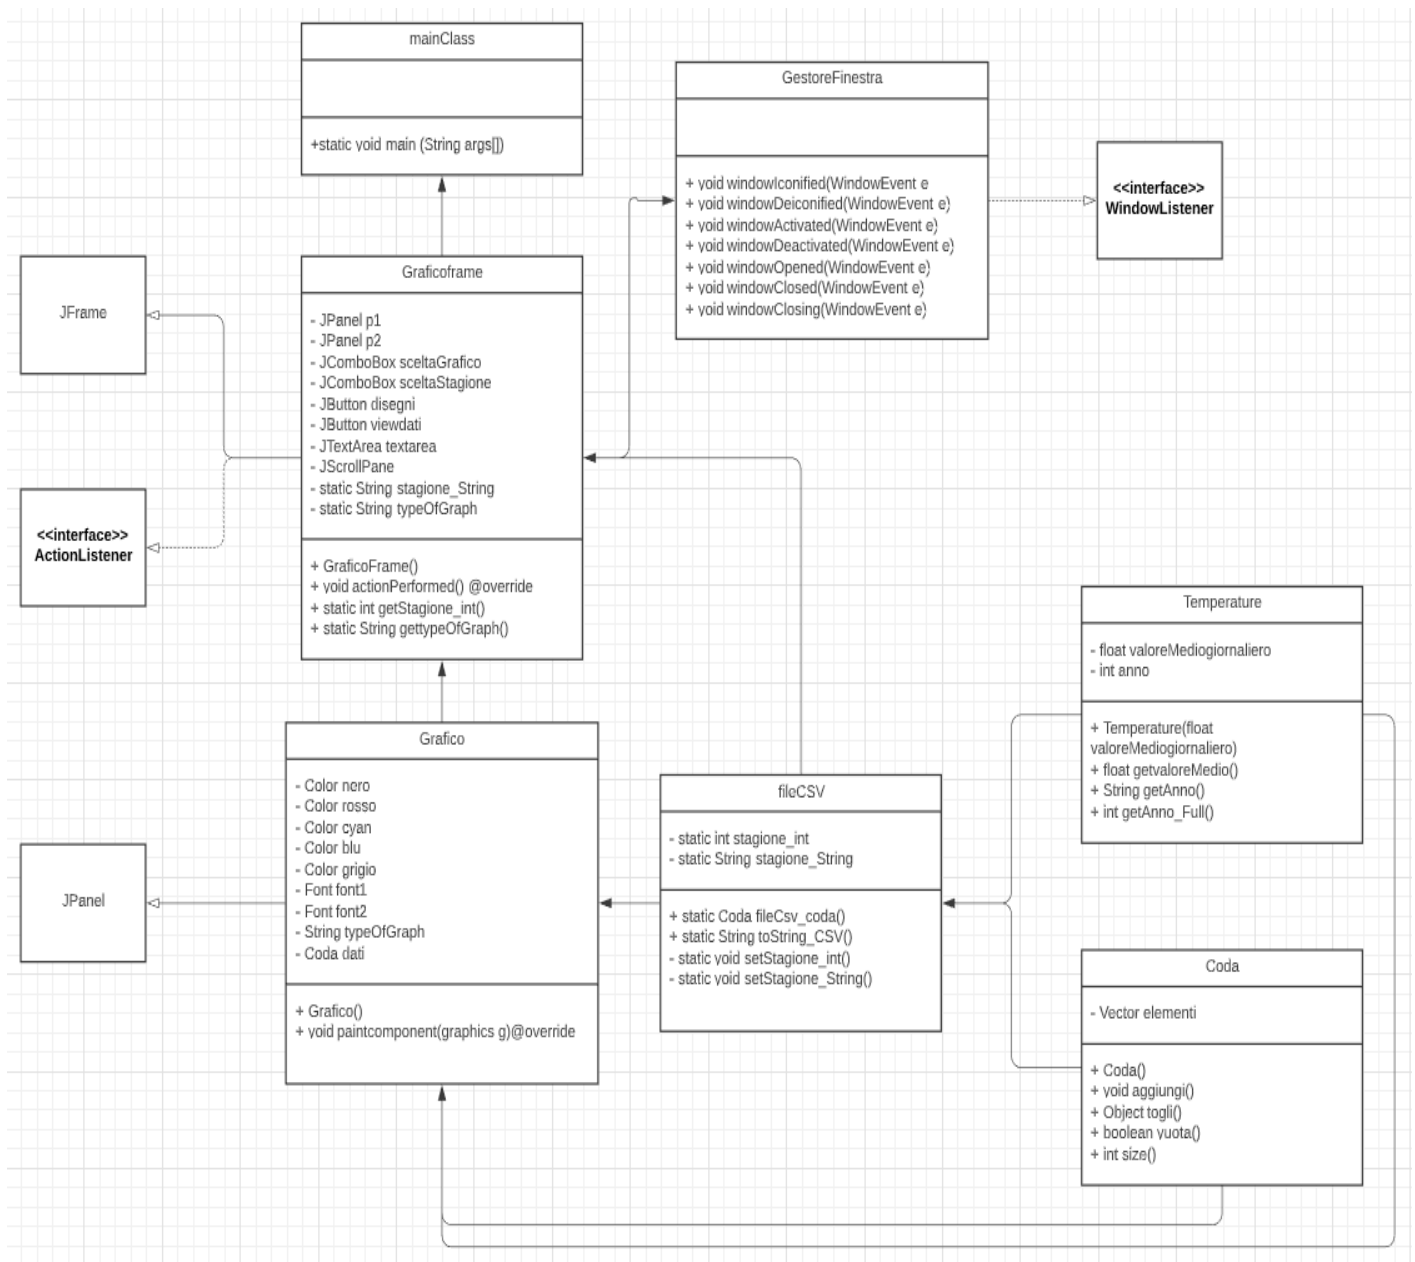 mainClass
+static void main (String args[])
GestoreFinestra
+ void windowIconified(WindowEvent e
+ void windowDeiconified(WindowEvent e)
+ void windowActivated(WindowEvent e)
+ void windowDeactivated(WindowEvent e)
+ void windowOpened(WindowEvent e)
+ void windowClosed(WindowEvent e)
+ void windowClosing(WindowEvent e)
<<interface>>
WindowListener
JFrame
Graficoframe
- JPanel p1
- JPanel p2
- JComboBox sceltaGrafico
- JComboBox sceltaStagione
- JButton disegni
- JButton viewdati
- JTextArea textarea
- JScrollPane
- static String stagione_String
- static String typeOfGraph
+ GraficoFrame()
+ void actionPerformed() @override
+ static int getStagione_int()
+ static String gettypeOfGraph()
<<interface>>
ActionListener
Temperature
- float valoreMediogiornaliero
- int anno
+ Temperature(float
valoreMediogiornaliero)
+ float getvaloreMedio()
+ String getAnno()
+ int getAnno_Full()
Grafico
- Color nero
- Color rosso
- Color cyan
- Color blu
- Color grigio
- Font font1
- Font font2
- String typeOfGraph
- Coda dati
+ Grafico()
+ void paintcomponent(graphics g)@override
JPanel
fileCSV
- static int stagione_int
- static String stagione_String
+ static Coda fileCsv_coda()
+ static String toString_CSV()
- static void setStagione_int()
- static void setStagione_String()
Coda
- Vector elementi
+ Coda()
+ void aggiungi()
+ Object togli()
+ boolean vuota()
+ int size()